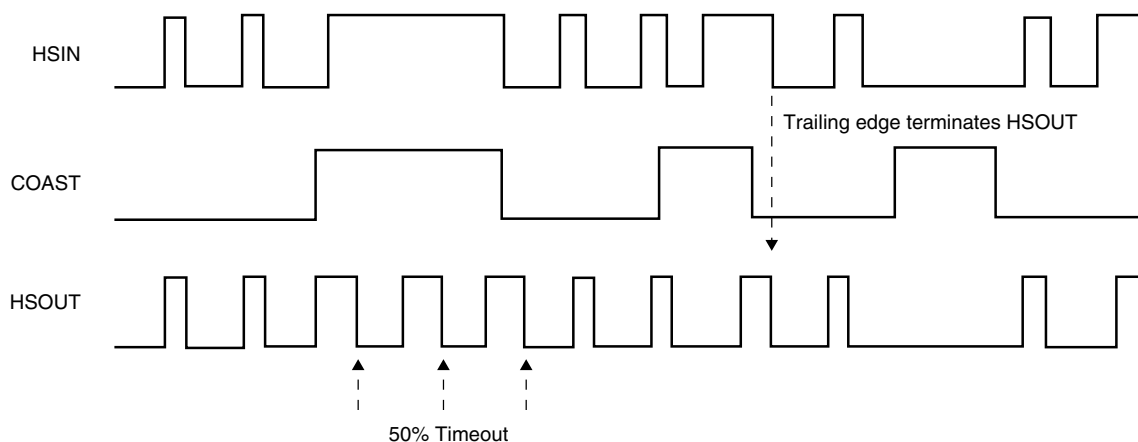 HSIN
Trailing edge terminates HSOUT
COAST
HSOUT
50% Timeout